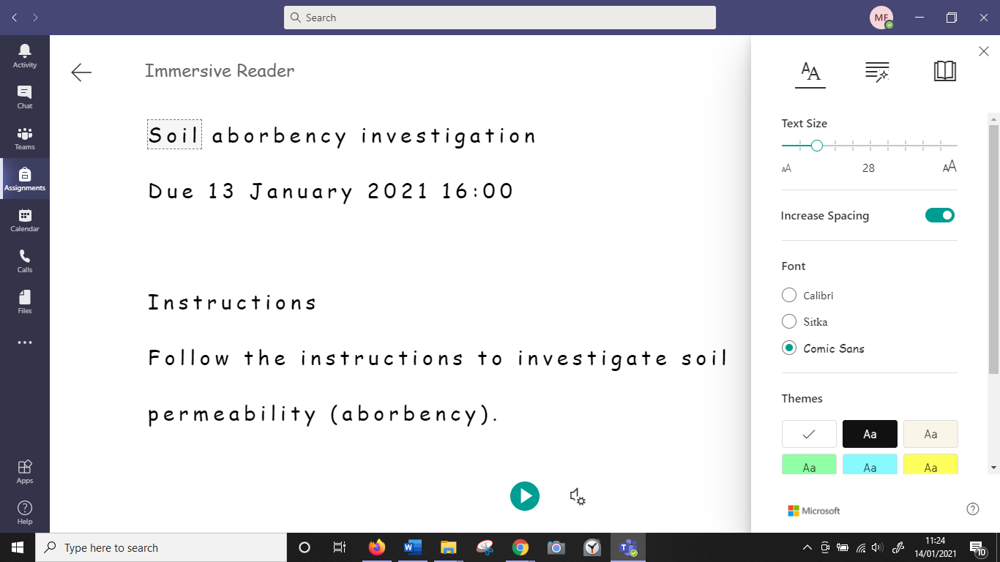 Search
MF
Activity
Chat
Teams
Assignments
Calendar
Calls
Files
Apps
Help
Immersive Reader
Soil aborbency investigation
Due 13 January 2021 16:00
Instructions
Follow the instructions to investigate soil
permeability (aborbency).
AA
Text Size
AA 28 AA
Increase Spacing
Font
Calibri
Sitka
Comic Sans
Themes
Aa Aa
Aa Aa Aa
Microsoft
Type here to search
11:24
14/01/2021
10